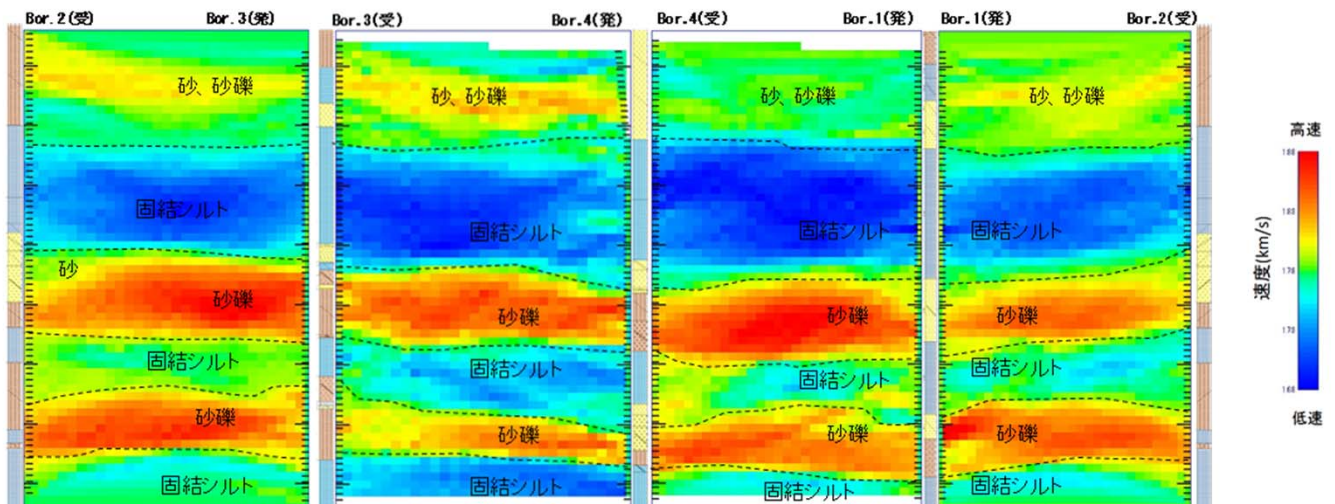 Bor.2(受) Bor.3(発) Bor.3(受) Bor.4(発) Bor.4(受) Bor.1(発) Bor.1(発) Bor.2(受)
砂、砂礫 砂、砂礫 砂、砂礫 砂、砂礫
高速
固結シルト 固結シルト 固結シルト 固結シルト
速度(km/s)
砂
砂礫 砂礫 砂礫 砂礫
固結シルト 固結シルト 固結シルト 固結シルト
低速
砂礫 砂礫 砂礫 砂礫
固結シルト 固結シルト 固結シルト 固結シルト